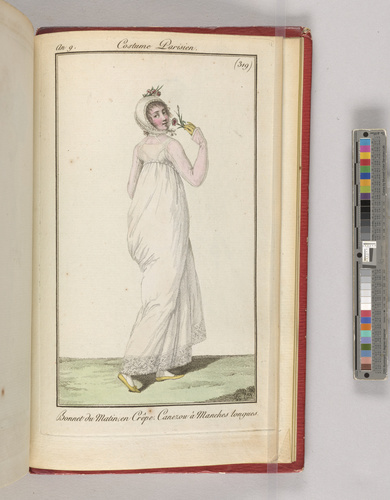 An 9.
Costume Parisien.
(319)
Bonnet du Matin, en Crêpe. Canezou à Manches longues.